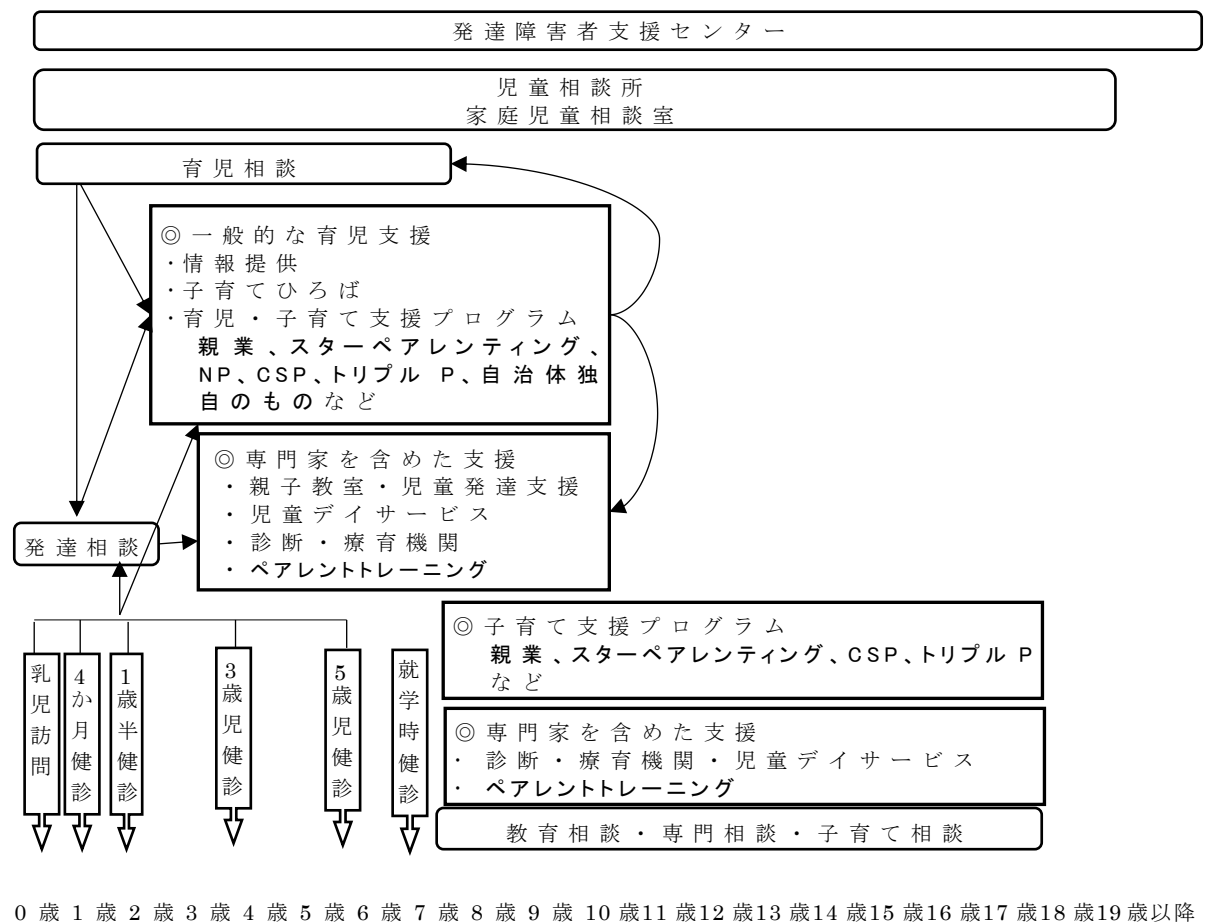 発達障害者支援センター
児童相談所
家庭児童相談室
育児相談
◎一般的な育児支援
・情報提供
・子育てひろば
・育児・子育て支援プログラム
親業、スターペアレンティング、
NP、CSP、トリプル P、自治体独
自のものなど
◎専門家を含めた支援
・親子教室・児童発達支援
・児童デイサービス
・診断・療育機関
・ペアレントトレーニング
発達相談
◎子育て支援プログラム
親業、スターペアレンティング、CSP、トリプル P
など
◎専門家を含めた支援
・ 診断・療育機関・児童デイサービス
・ ペアレントトレーニング
教育相談・専門相談・子育て相談
乳児訪問
4か月健診
1歳半健診
3歳児健診
5歳児健診
就学時健診
0 歳 1 歳 2 歳 3 歳 4 歳 5 歳 6 歳 7 歳 8 歳 9 歳 10 歳11 歳12 歳13 歳14 歳15 歳16 歳17 歳18 歳19 歳以降